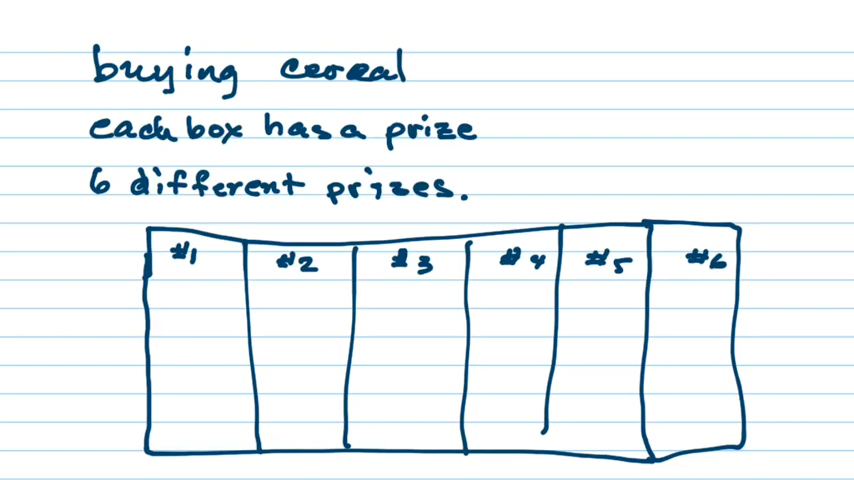 buying cereal
each box has a prize
6 different prizes.
#1 #2 #3 #4 #5 #6